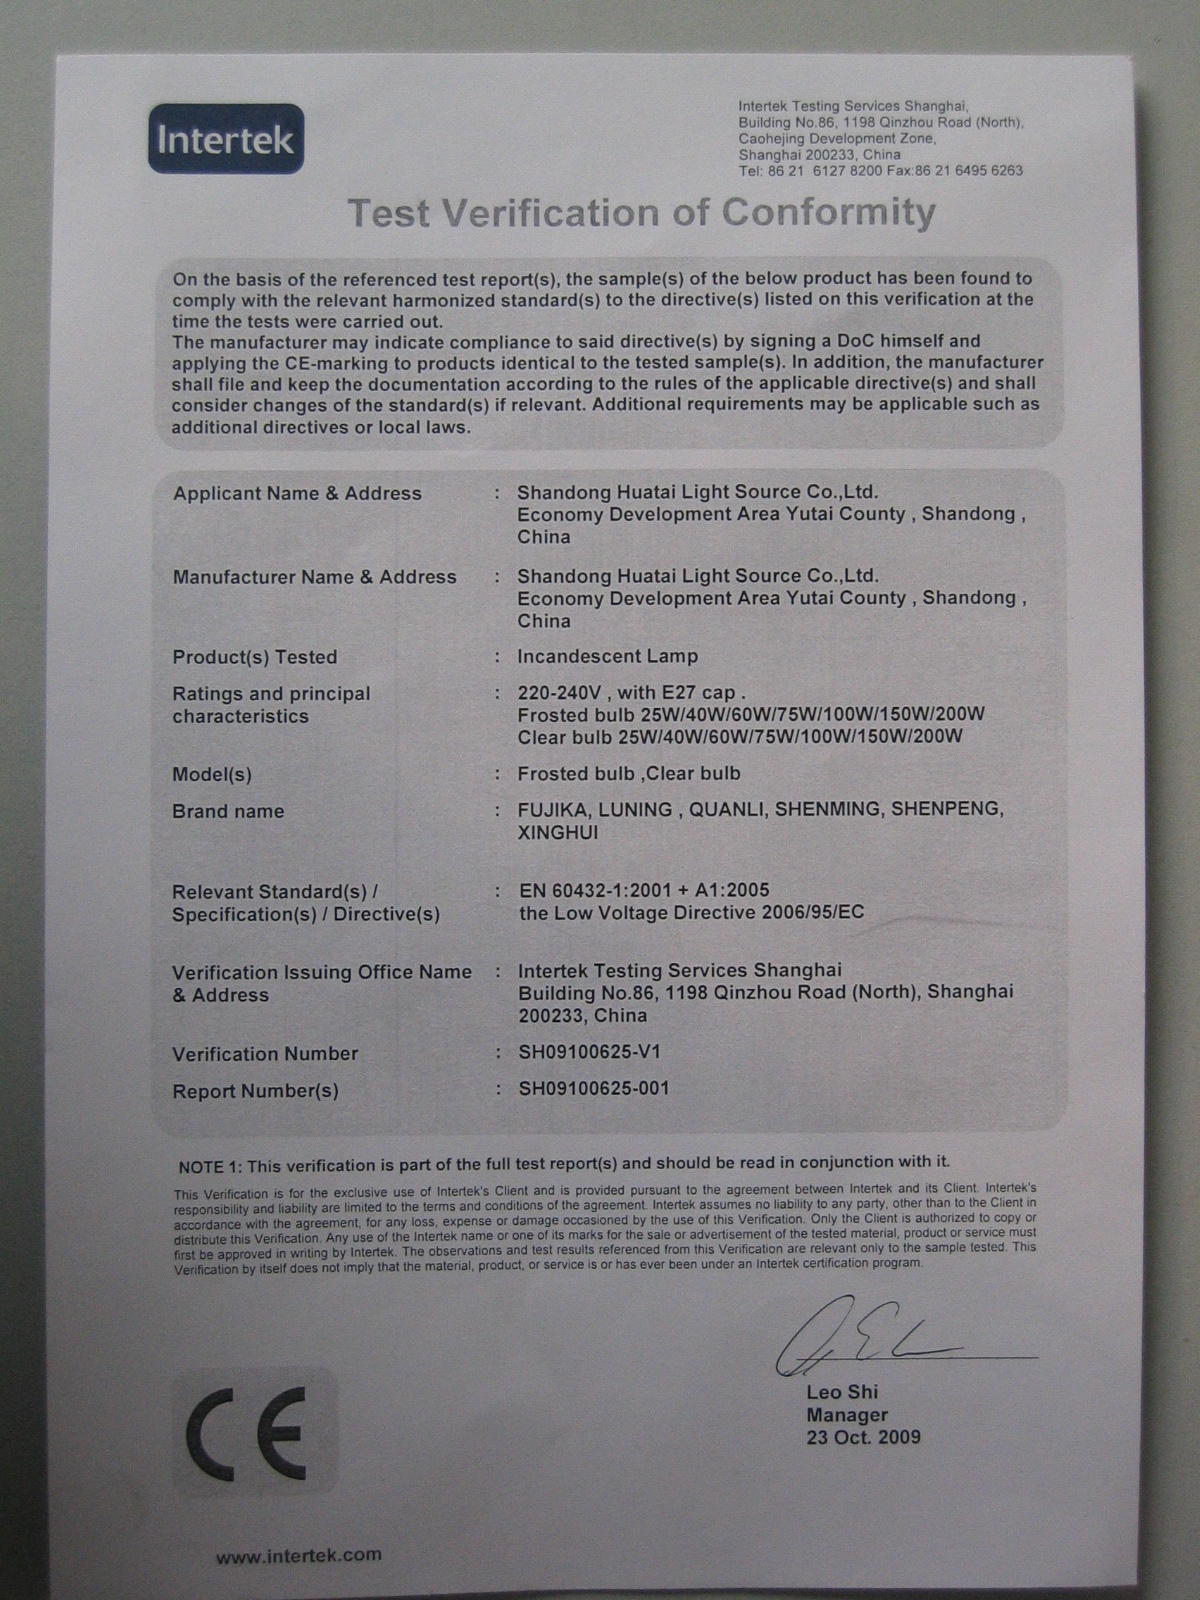 Intertek
Intertek Testing Services Shanghai,
Building No.86, 1198 Qinzhou Road (North),
Caohejing Development Zone,
Shanghai 200233, China
Tel: 86 21 6127 8200 Fax:86 21 6495 6263
Test Verification of Conformity
On the basis of the referenced test report(s), the sample(s) of the below product has been found to
comply with the relevant harmonized standard(s) to the directive(s) listed on this verification at the
time the tests were carried out.
The manufacturer may indicate compliance to said directive(s) by signing a DoC himself and
applying the CE-marking to products identical to the tested sample(s). In addition, the manufacturer
shall file and keep the documentation according to the rules of the applicable directive(s) and shall
consider changes of the standard(s) if relevant. Additional requirements may be applicable such as
additional directives or local laws.
Applicant Name & Address : Shandong Huatai Light Source Co.,Ltd.
Economy Development Area Yutai County , Shandong ,
China
Manufacturer Name & Address : Shandong Huatai Light Source Co.,Ltd.
Economy Development Area Yutai County , Shandong ,
China
Product(s) Tested : Incandescent Lamp
Ratings and principal : 220-240V , with E27 cap .
characteristics Frosted bulb 25W/40W/60W/75W/100W/150W/200W
Clear bulb 25W/40W/60W/75W/100W/150W/200W
Model(s) : Frosted bulb ,Clear bulb
Brand name : FUJIKA, LUNING , QUANLI, SHENMING, SHENPENG,
XINGHUI
Relevant Standard(s) / : EN 60432-1:2001 + A1:2005
Specification(s) / Directive(s) the Low Voltage Directive 2006/95/EC
Verification Issuing Office Name : Intertek Testing Services Shanghai
& Address Building No.86, 1198 Qinzhou Road (North), Shanghai
200233, China
Verification Number : SH09100625-V1
Report Number(s) : SH09100625-001
NOTE 1: This verification is part of the full test report(s) and should be read in conjunction with it.
This Verification is for the exclusive use of Intertek's Client and is provided pursuant to the agreement between Intertek and its Client. Intertek's
responsibility and liability are limited to the terms and conditions of the agreement. Intertek assumes no liability to any party, other than to the Client in
accordance with the agreement, for any loss, expense or damage occasioned by the use of this Verification. Only the Client is authorized to copy or
distribute this Verification. Any use of the Intertek name or one of its marks for the sale or advertisement of the tested material, product or service must
first be approved in writing by Intertek. The observations and test results referenced from this Verification are relevant only to the sample tested. This
Verification by itself does not imply that the material, product, or service is or has ever been under an Intertek certification program.
Leo Shi
Manager
23 Oct. 2009
CE
www.intertek.com